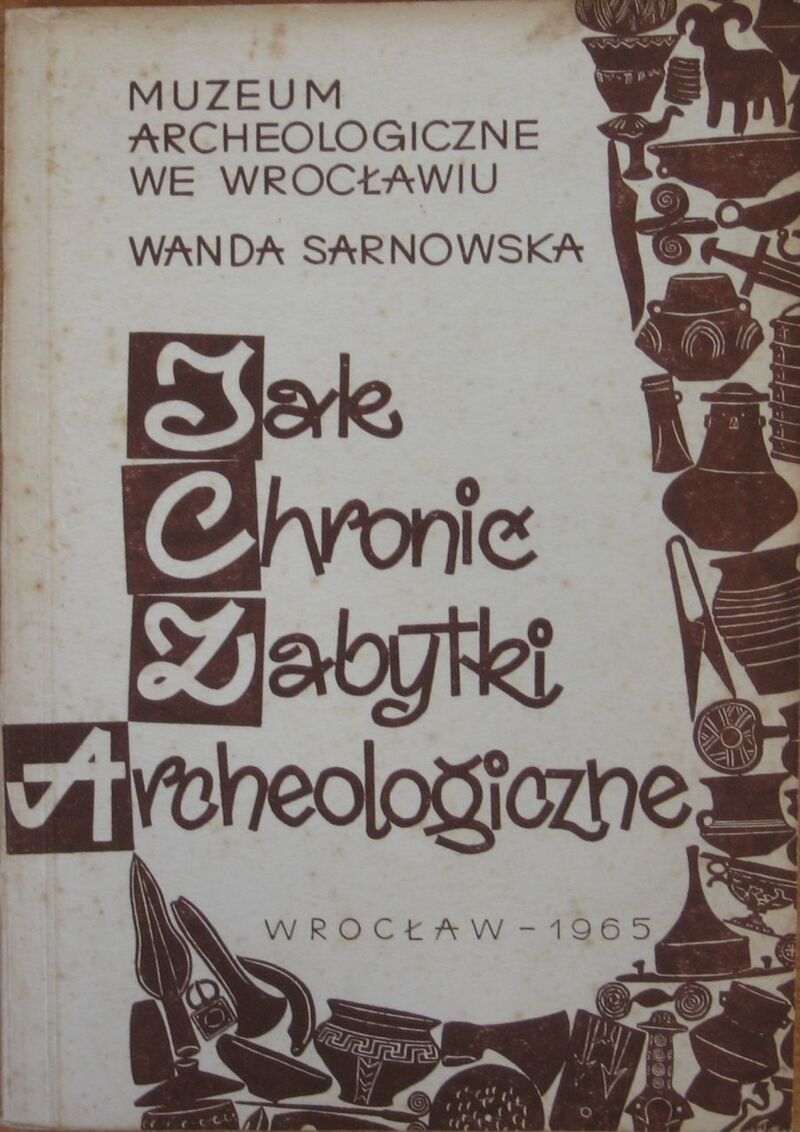 MUZEUM
ARCHEOLOGICZNE
WE WROCŁAWIU
WANDA SARNOWSKA
Jak
Chronić
Zabytki
Archeologiczne
WROCŁAW – 1965